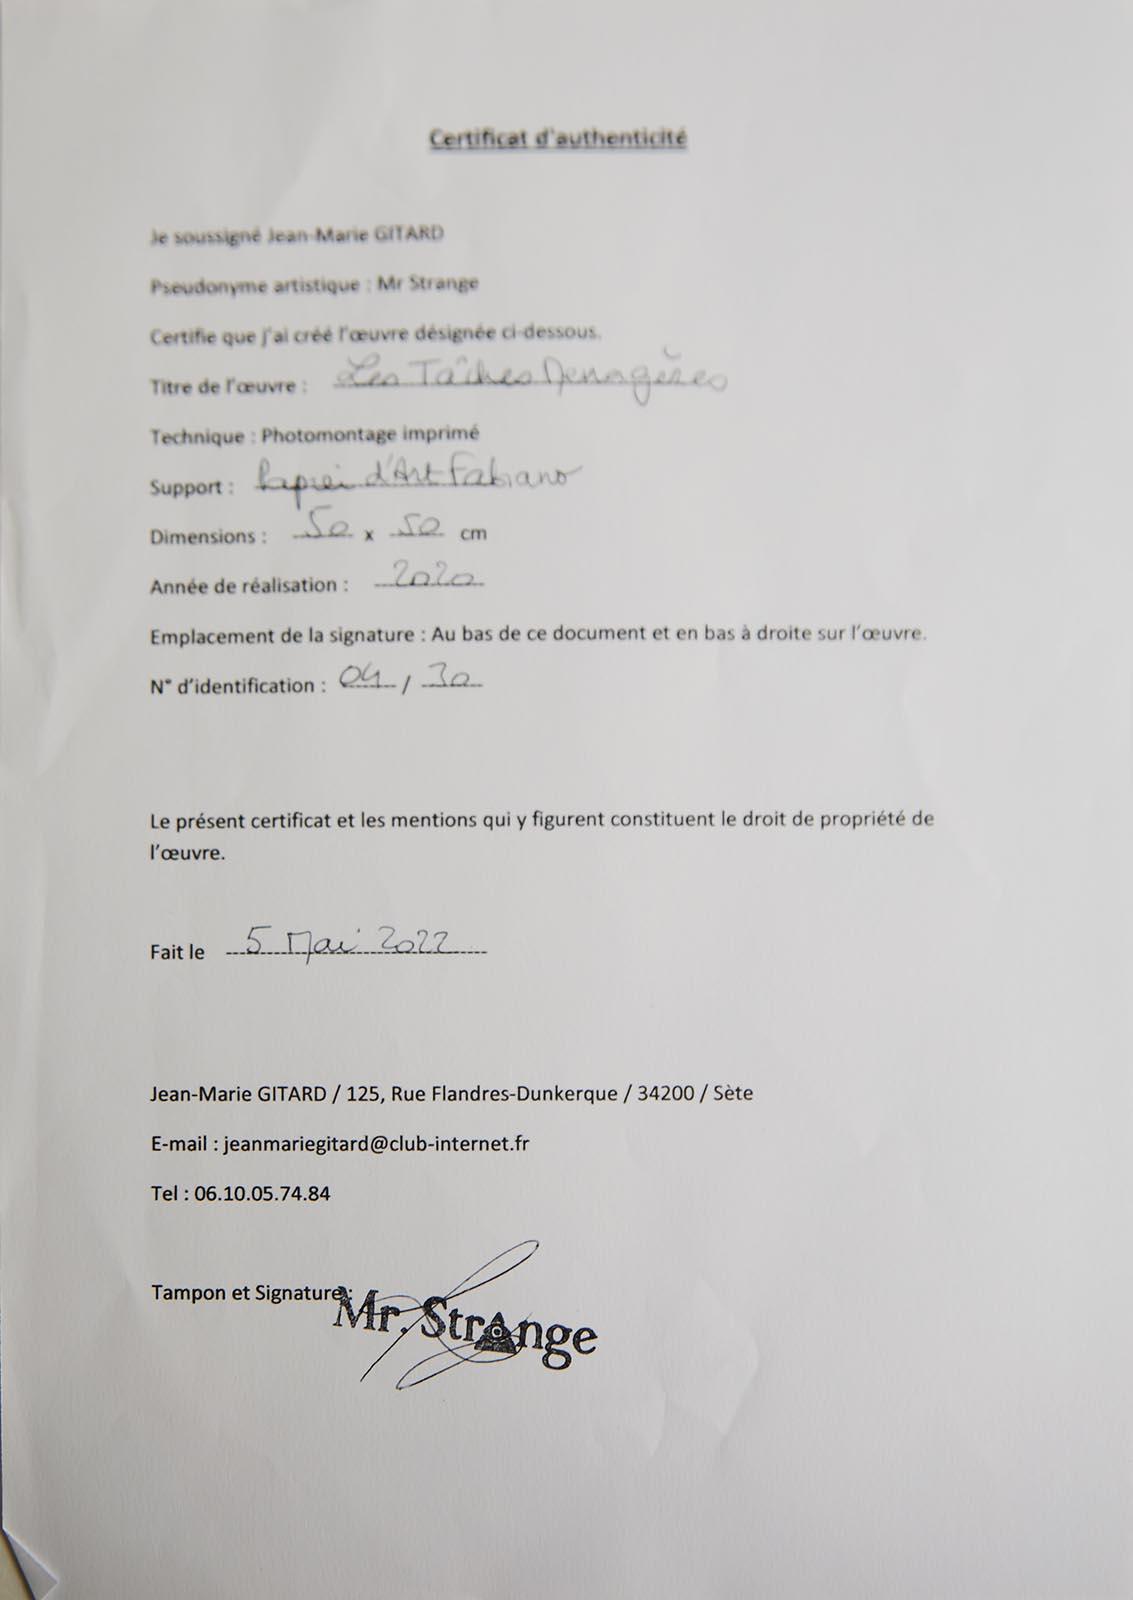 Certificat d'authenticité
Je soussigné Jean-Marie GITARD
Pseudonyme artistique : Mr Strange
Certifie que j'ai créé l'œuvre désignée ci-dessous.
Titre de l'œuvre : Les Tâches Menagères
Technique : Photomontage imprimé
Support : Papier d'Art Fabiano
Dimensions : 50 x 50 cm
Année de réalisation : 2020
Emplacement de la signature : Au bas de ce document et en bas à droite sur l'œuvre.
N° d'identification : 04 / 30
Le présent certificat et les mentions qui y figurent constituent le droit de propriété de
l'œuvre.
Fait le 5 Mai 2022
Jean-Marie GITARD / 125, Rue Flandres-Dunkerque / 34200 / Sète
E-mail : jeanmariegitard@club-internet.fr
Tel : 06.10.05.74.84
Tampon et Signature : Mr. Strange